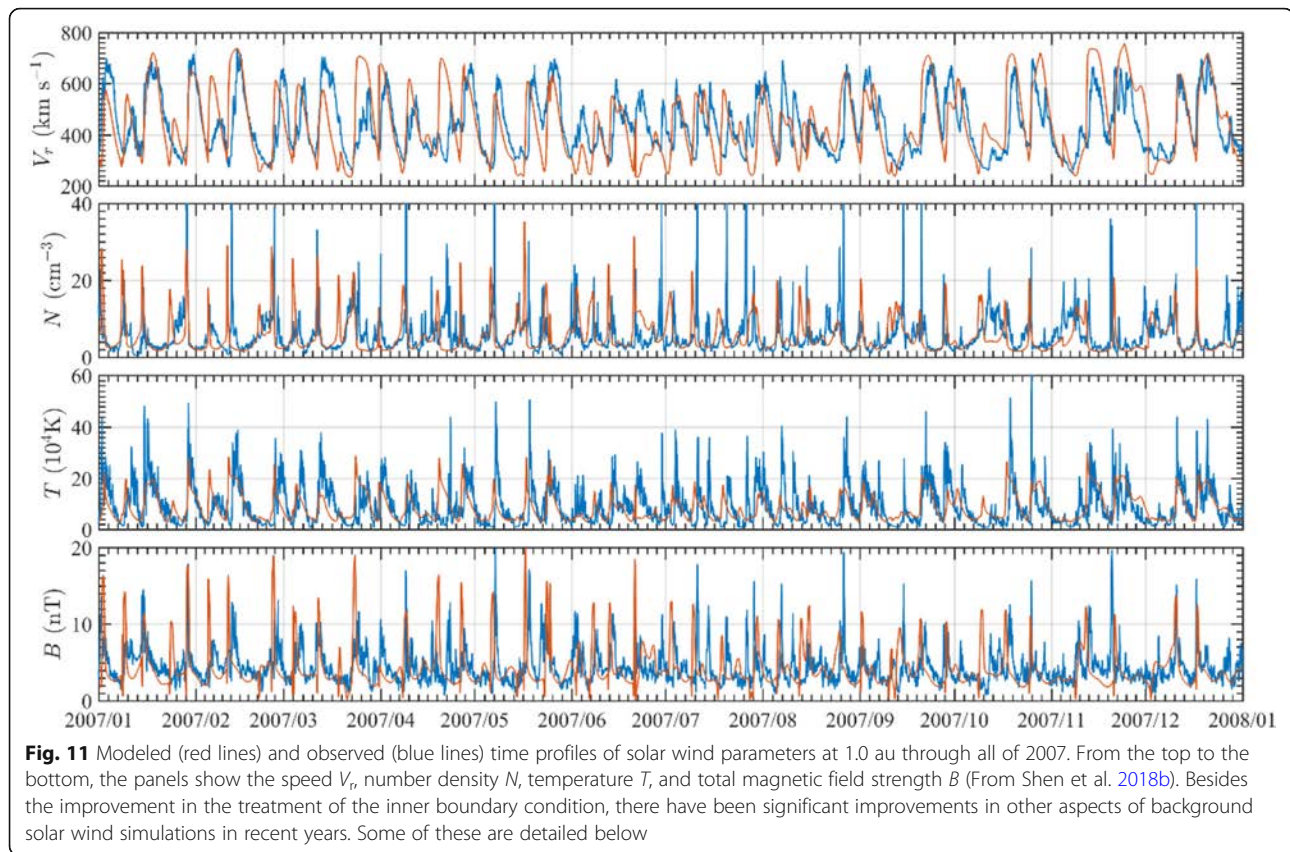 800
600
400
200
V_r (km s⁻¹)
40
20
0
N (cm⁻³)
60
40
20
0
T (10⁴K)
20
10
0
B (nT)
2007/01 2007/02 2007/03 2007/04 2007/05 2007/06 2007/07 2007/08 2007/09 2007/10 2007/11 2007/12 2008/01
Fig. 11 Modeled (red lines) and observed (blue lines) time profiles of solar wind parameters at 1.0 au through all of 2007. From the top to the
bottom, the panels show the speed Vr, number density N, temperature T, and total magnetic field strength B (From Shen et al. 2018b). Besides
the improvement in the treatment of the inner boundary condition, there have been significant improvements in other aspects of background
solar wind simulations in recent years. Some of these are detailed below